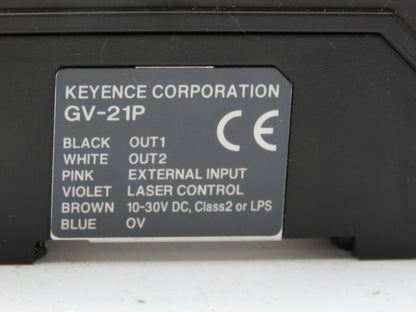 KEYENCE CORPORATION
GV-21P
CE
BLACK OUT1
WHITE OUT2
PINK EXTERNAL INPUT
VIOLET LASER CONTROL
BROWN 10-30V DC, Class2 or LPS
BLUE 0V